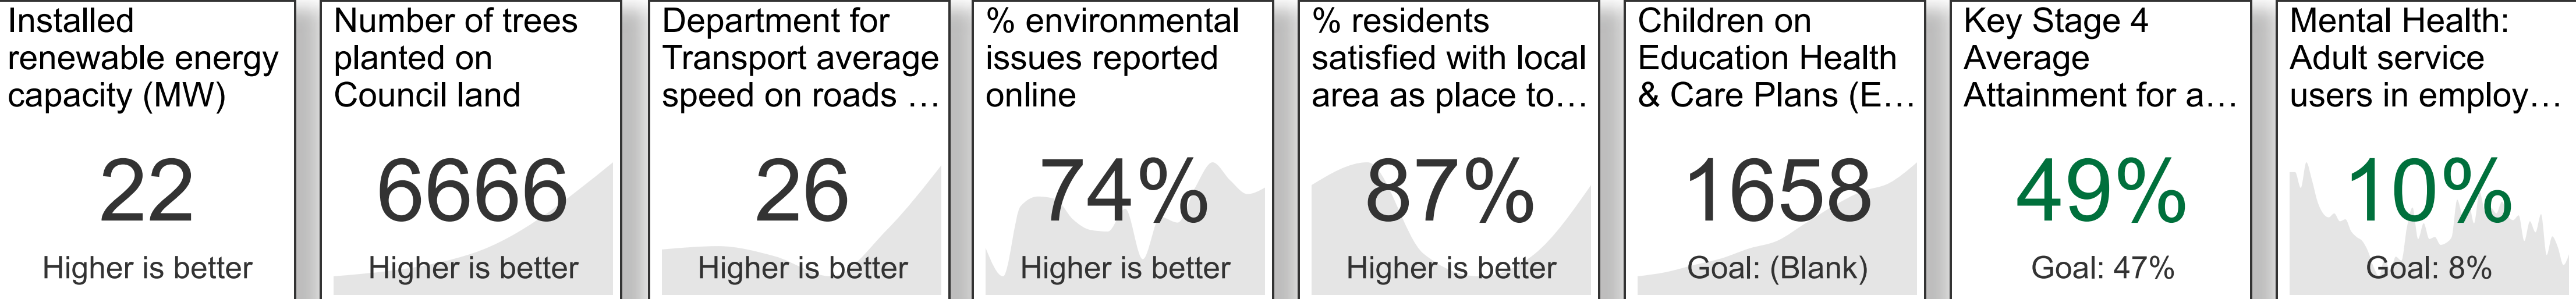 Installed
renewable energy
capacity (MW)
22
Higher is better
Number of trees
planted on
Council land
6666
Higher is better
Department for
Transport average
speed on roads …
26
Higher is better
% environmental
issues reported
online
74%
Higher is better
% residents
satisfied with local
area as place to…
87%
Higher is better
Children on
Education Health
& Care Plans (E…
1658
Goal: (Blank)
Key Stage 4
Average
Attainment for a…
49%
Goal: 47%
Mental Health:
Adult service
users in employ…
10%
Goal: 8%